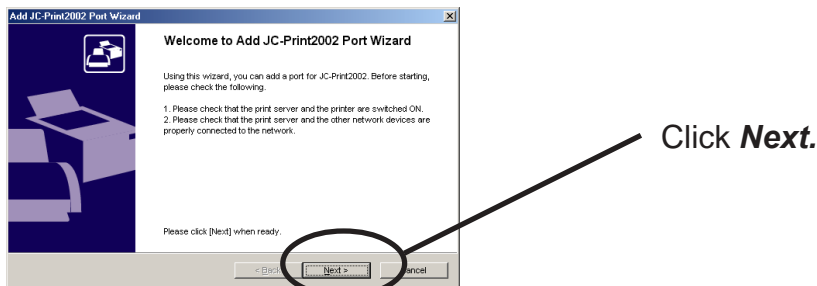 Add JC-Print2002 Port Wizard
Welcome to Add JC-Print2002 Port Wizard
Using this wizard, you can add a port for JC-Print2002. Before starting,
please check the following.
1. Please check that the print server and the printer are switched ON.
2. Please check that the print server and the other network devices are
properly connected to the network.
Click Next.
Please click [Next] when ready.
< Back Next > Cancel